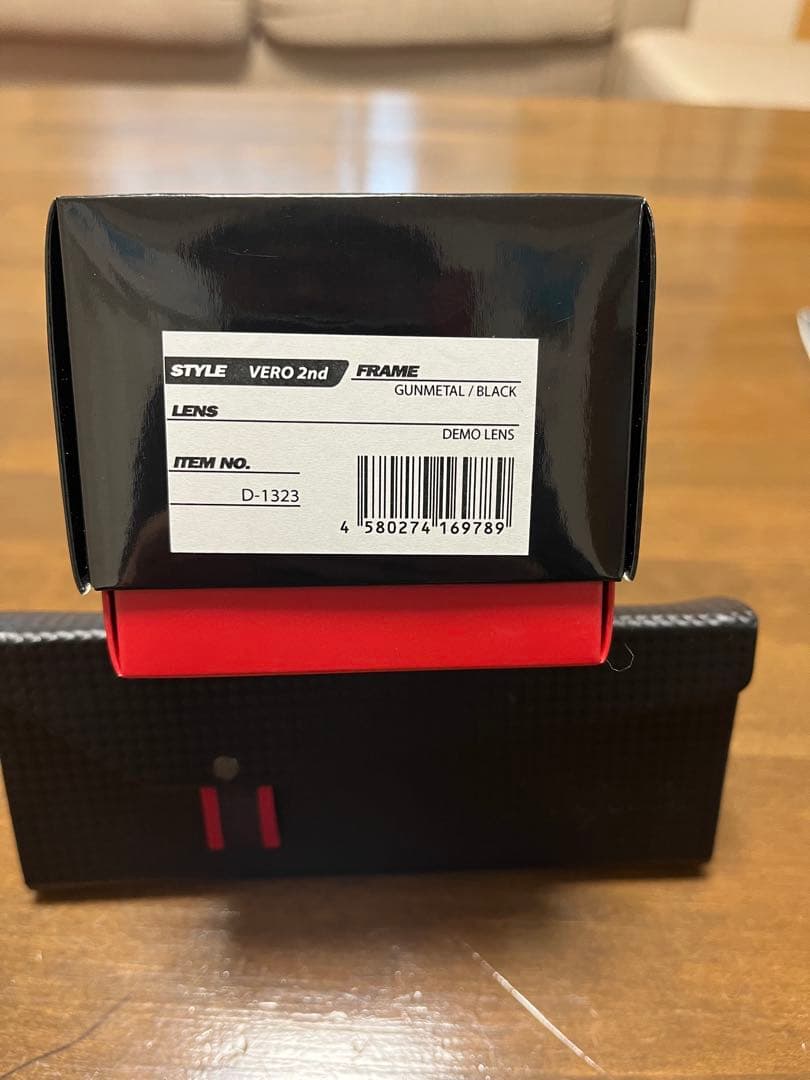 STYLE VERO 2nd FRAME
GUNMETAL / BLACK
LENS
DEMO LENS
ITEM NO.
D-1323
4 580274 169789